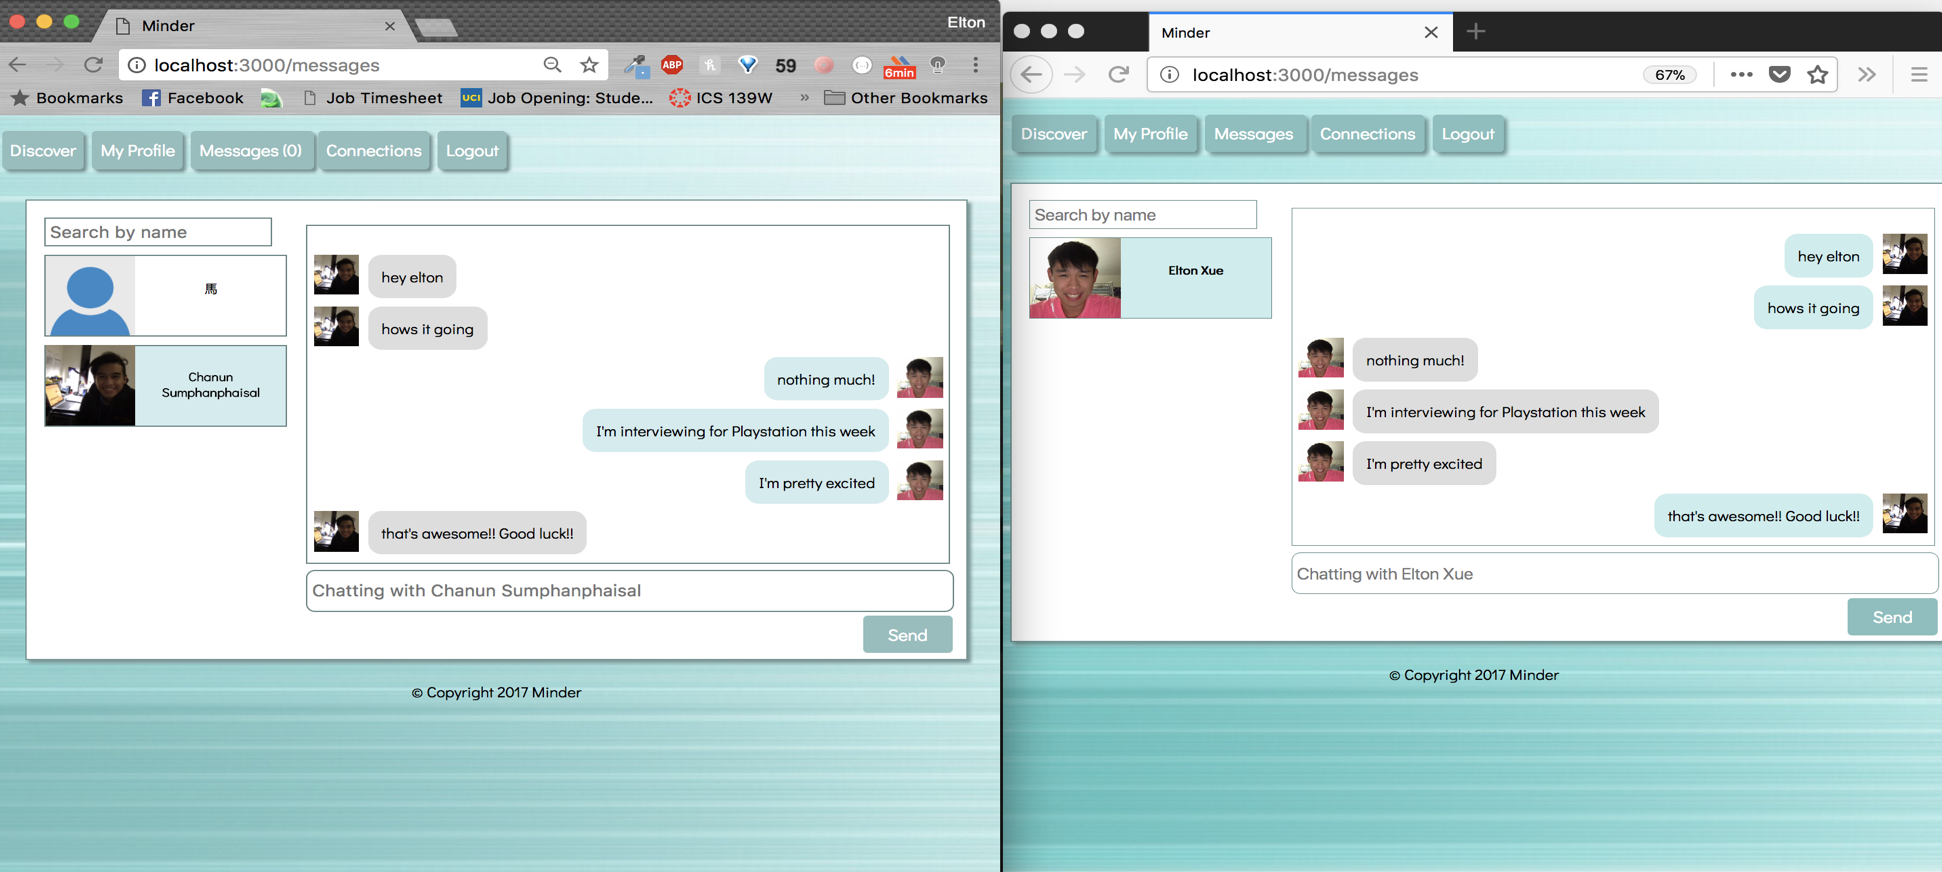 Minder
Elton
localhost:3000/messages
ABP
59
6min
Bookmarks
Facebook
Job Timesheet
UCI
Job Opening: Stude...
ICS 139W
»
Other Bookmarks
Discover
My Profile
Messages (0)
Connections
Logout
Search by name
馬
Chanun
Sumphanphaisal
hey elton
hows it going
nothing much!
I'm interviewing for Playstation this week
I'm pretty excited
that's awesome!! Good luck!!
Chatting with Chanun Sumphanphaisal
Send
© Copyright 2017 Minder
Minder
localhost:3000/messages
67%
Discover
My Profile
Messages
Connections
Logout
Search by name
Elton Xue
hey elton
hows it going
nothing much!
I'm interviewing for Playstation this week
I'm pretty excited
that's awesome!! Good luck!!
Chatting with Elton Xue
Send
© Copyright 2017 Minder